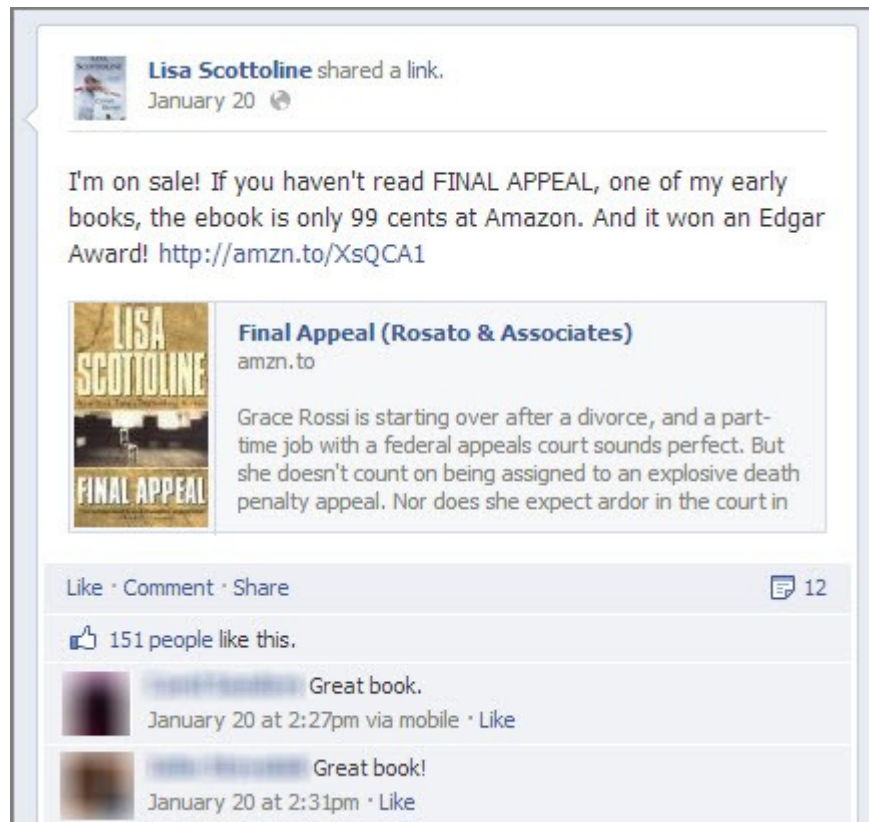 Lisa Scottoline shared a link.
January 20
I'm on sale! If you haven't read FINAL APPEAL, one of my early
books, the ebook is only 99 cents at Amazon. And it won an Edgar
Award! http://amzn.to/XsQCA1
LISA
SCOTTOLINE
FINAL APPEAL
Final Appeal (Rosato & Associates)
amzn.to
Grace Rossi is starting over after a divorce, and a part-
time job with a federal appeals court sounds perfect. But
she doesn't count on being assigned to an explosive death
penalty appeal. Nor does she expect ardor in the court in
Like · Comment · Share 12
151 people like this.
Great book.
January 20 at 2:27pm via mobile · Like
Great book!
January 20 at 2:31pm · Like